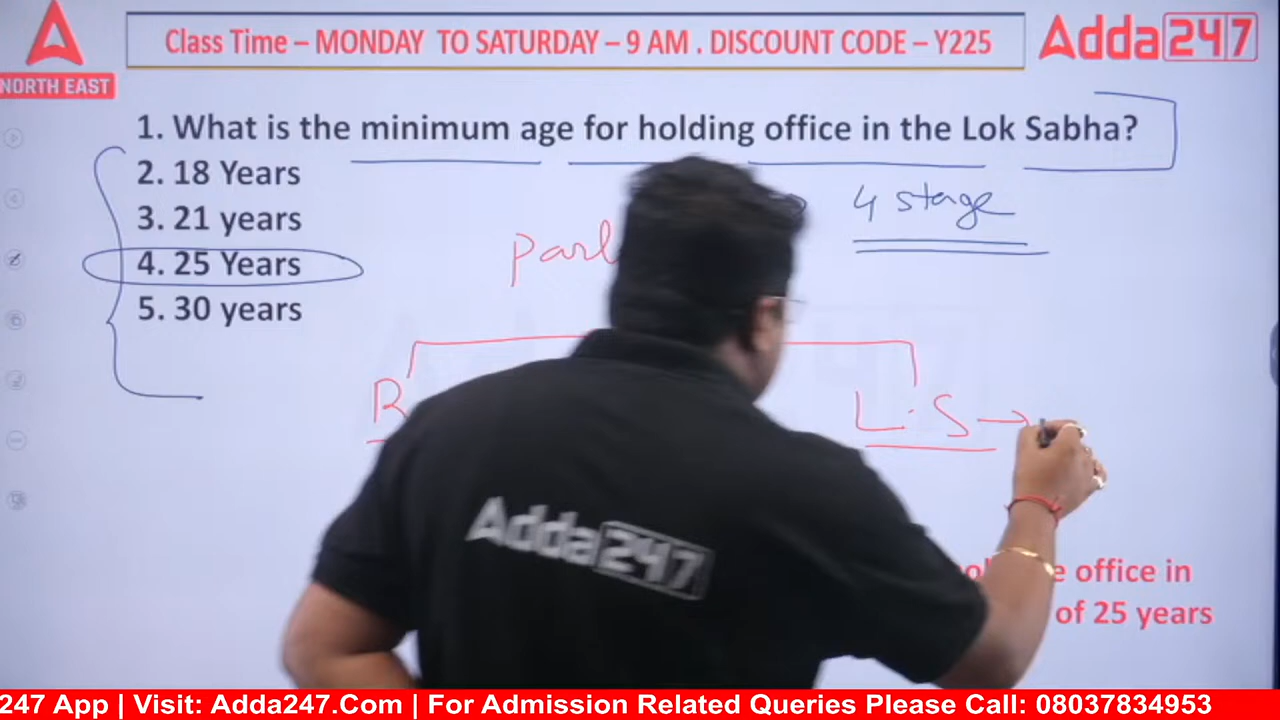 Class Time – MONDAY TO SATURDAY – 9 AM . DISCOUNT CODE – Y225
Adda247
NORTH EAST
1. What is the minimum age for holding office in the Lok Sabha?
2. 18 Years
3. 21 years
4. 25 Years
5. 30 years
4 stage
parl
R
L.S →
Adda247
office in
of 25 years
247 App | Visit: Adda247.Com | For Admission Related Queries Please Call: 08037834953